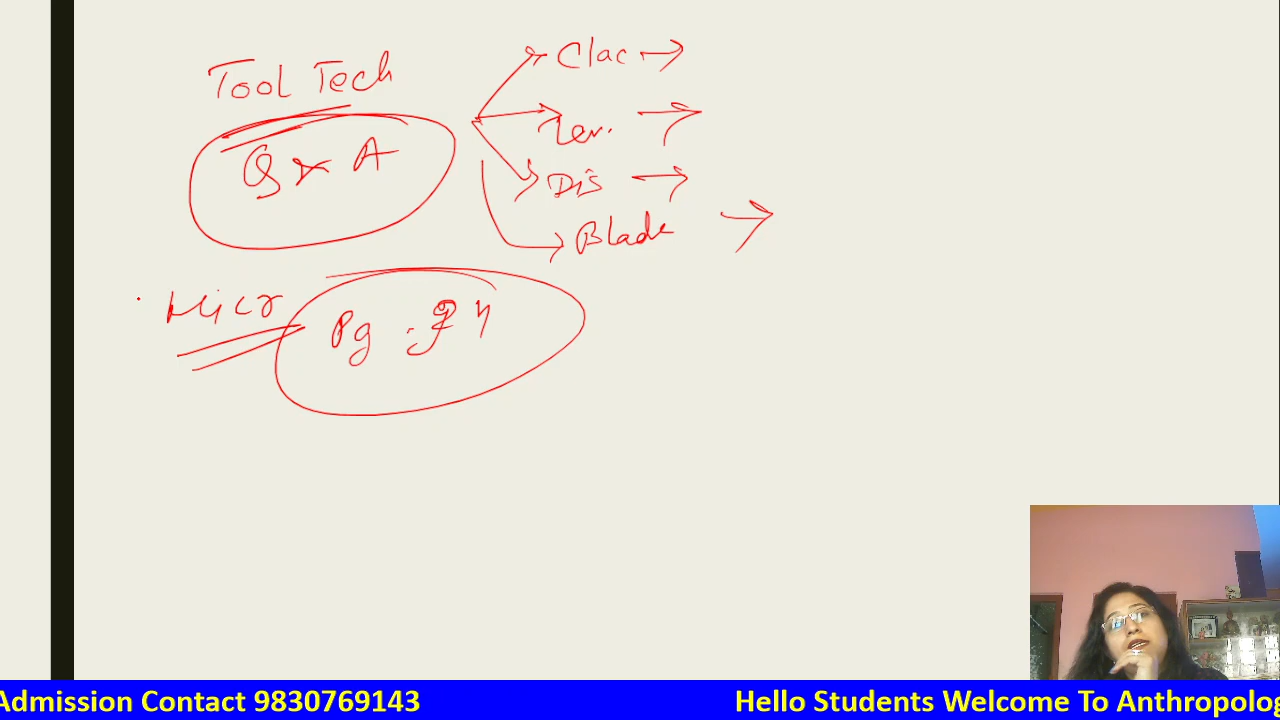 Tool Tech
Q & A
Clac →
Lev. →
Dis →
Blade →
Micr
Pg.
Admission Contact 9830769143
Hello Students Welcome To Anthropolog